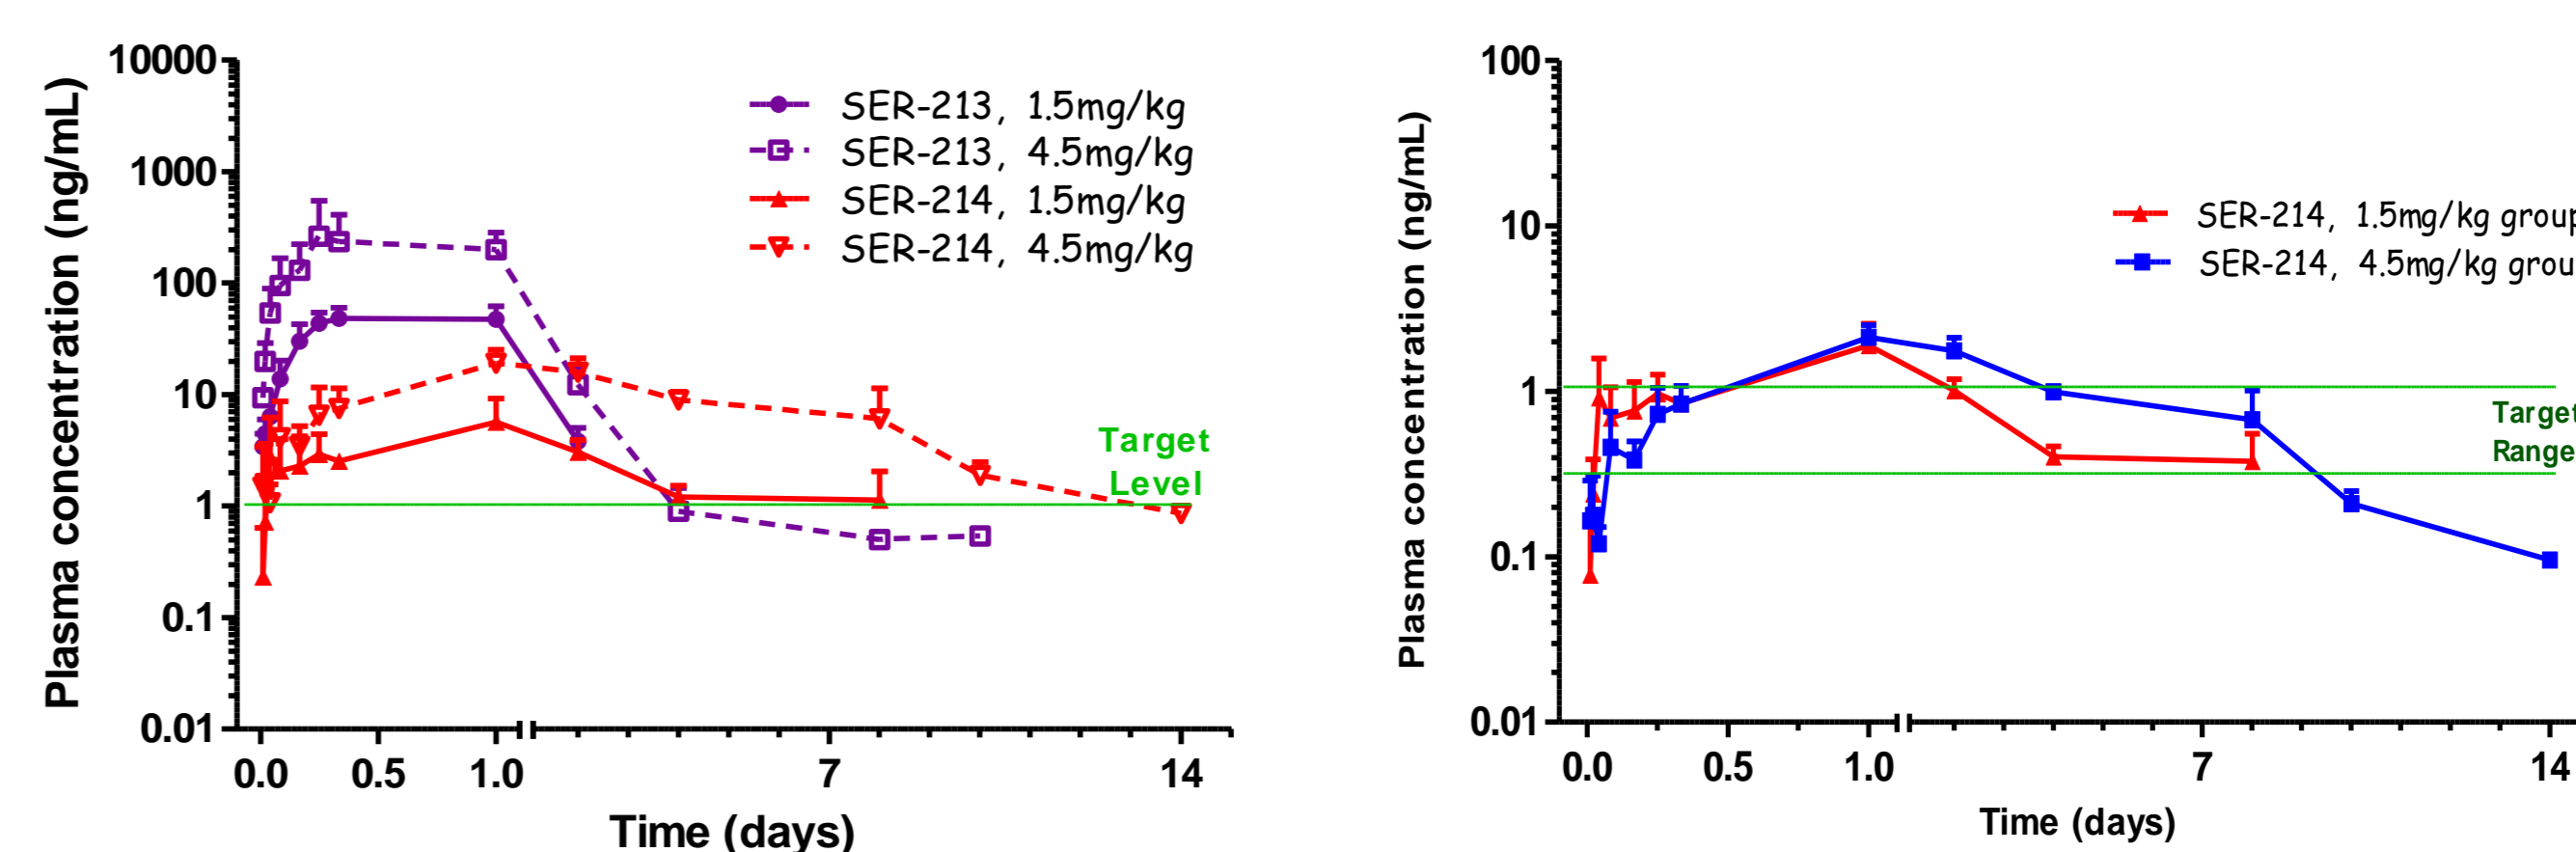 10000
1000
100
10
1
0.1
0.01
Plasma concentration (ng/mL)
SER-213, 1.5mg/kg
SER-213, 4.5mg/kg
SER-214, 1.5mg/kg
SER-214, 4.5mg/kg
Target
Level
0.0 0.5 1.0 7 14
Time (days)
100
10
1
0.1
0.01
Plasma concentration (ng/mL)
SER-214, 1.5mg/kg group
SER-214, 4.5mg/kg grou
Target
Range
0.0 0.5 1.0 7 14
Time (days)